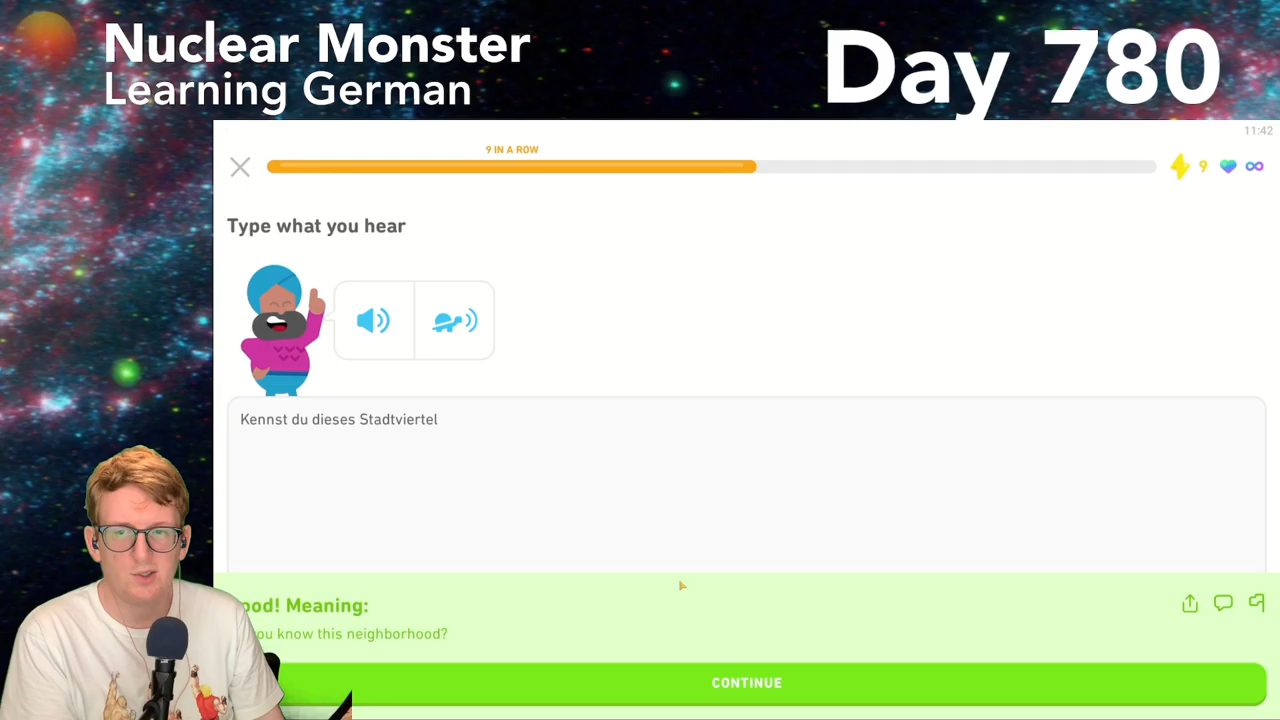 Nuclear Monster
Learning German
Day 780
11:42
9 IN A ROW
9
Type what you hear
Kennst du dieses Stadtviertel
ood! Meaning:
ou know this neighborhood?
CONTINUE